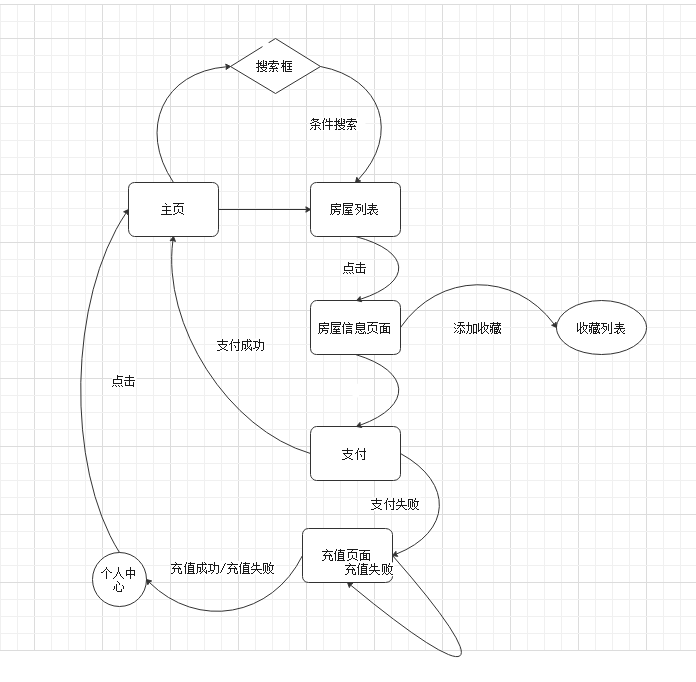 搜索框
条件搜索
主页
房屋列表
点击
房屋信息页面
添加收藏
收藏列表
支付成功
点击
支付
支付失败
充值页面
充值失败
充值成功/充值失败
个人中
心